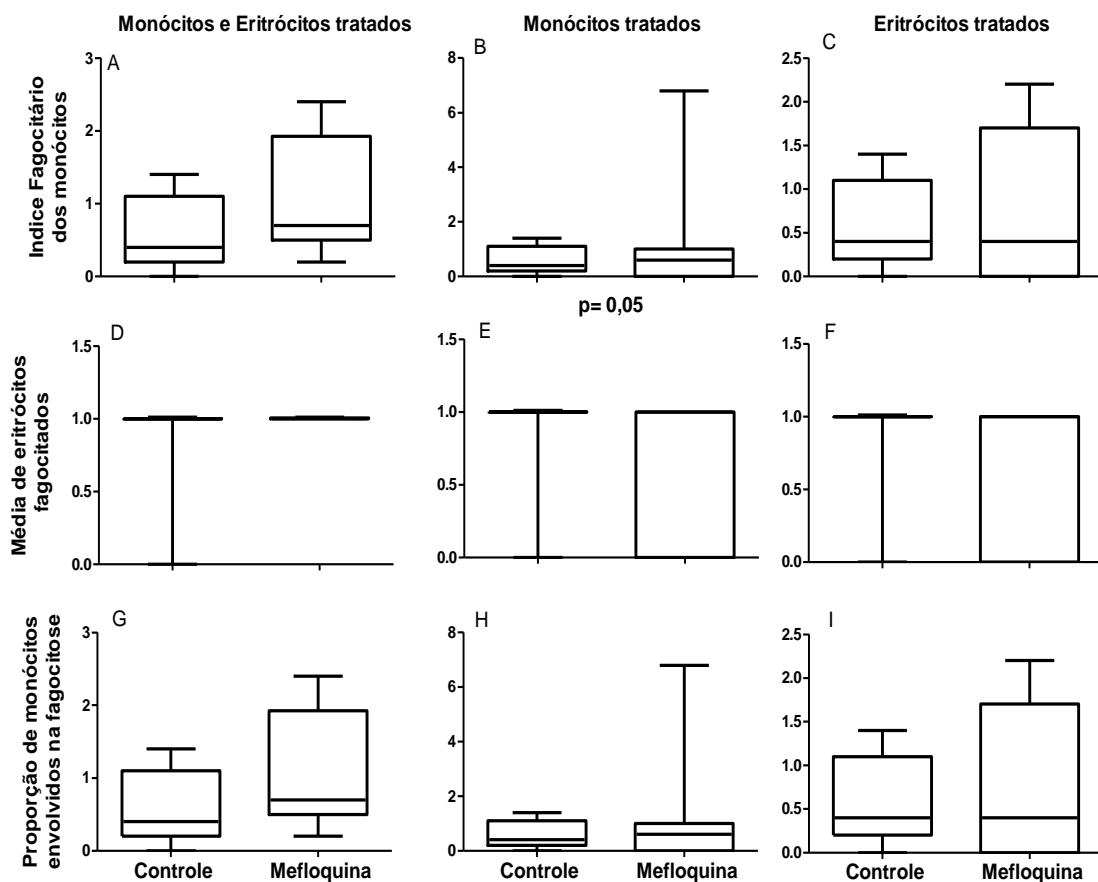 Monócitos e Eritrócitos tratados
Monócitos tratados
Eritrócitos tratados
Indice Fagocitário
dos monócitos
A
3
2
1
0
B
8
6
4
2
0
C
2.5
2.0
1.5
1.0
0.5
0.0
p= 0,05
Média de eritrócitos
fagocitados
D
1.5
1.0
0.5
0.0
E
1.5
1.0
0.5
0.0
F
1.5
1.0
0.5
0.0
Proporção de monócitos
envolvidos na fagocitose
G
3
2
1
0
Controle
Mefloquina
H
8
6
4
2
0
Controle
Mefloquina
I
2.5
2.0
1.5
1.0
0.5
0.0
Controle
Mefloquina